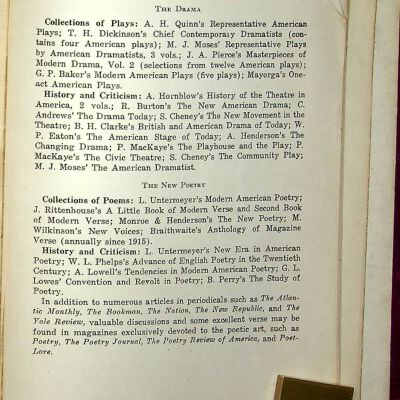 THE DRAMA
Collections of Plays: A. H. Quinn's Representative American
Plays; T. H. Dickinson's Chief Contemporary Dramatists (con-
tains four American plays); M. J. Moses' Representative Plays
by American Dramatists, 3 vols.; J. A. Pierce's Masterpieces of
Modern Drama, Vol. 2 (selections from twelve American plays);
G. P. Baker's Modern American Plays (five plays); Mayorga's One-
act American Plays.
History and Criticism: A. Hornblow's History of the Theatre in
America, 2 vols.; R. Burton's The New American Drama; C.
Andrews' The Drama Today; S. Cheney's The New Movement in the
Theatre; B. H. Clarke's British and American Drama of Today; W.
P. Eaton's The American Stage of Today; A. Henderson's The
Changing Drama; P. MacKaye's The Playhouse and the Play; P.
MacKaye's The Civic Theatre; S. Cheney's The Community Play;
M. J. Moses' The American Dramatist.
THE NEW POETRY
Collections of Poems: L. Untermeyer's Modern American Poetry;
J. Rittenhouse's A Little Book of Modern Verse and Second Book
of Modern Verse; Monroe & Henderson's The New Poetry; M.
Wilkinson's New Voices; Braithwaite's Anthology of Magazine
Verse (annually since 1915).
History and Criticism: L. Untermeyer's New Era in American
Poetry; W. L. Phelps's Advance of English Poetry in the Twentieth
Century; A. Lowell's Tendencies in Modern American Poetry; G. L.
Lowes' Convention and Revolt in Poetry; B. Perry's The Study of
Poetry.
In addition to numerous articles in periodicals such as The Atlan-
tic Monthly, The Bookman, The Nation, The New Republic, and The
Yale Review, valuable discussions and some excellent verse may be
found in magazines exclusively devoted to the poetic art, such as
Poetry, The Poetry Journal, The Poetry Review of America, and Poet-
Lore.